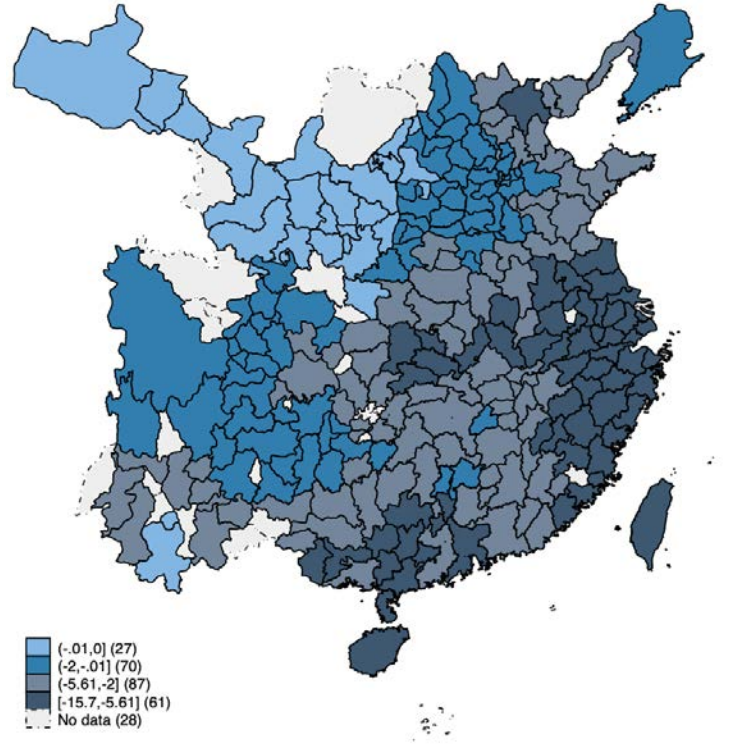 (-.01,0] (27)
(-2,-.01] (70)
(-5.61,-2] (87)
[-15.7,-5.61] (61)
No data (28)